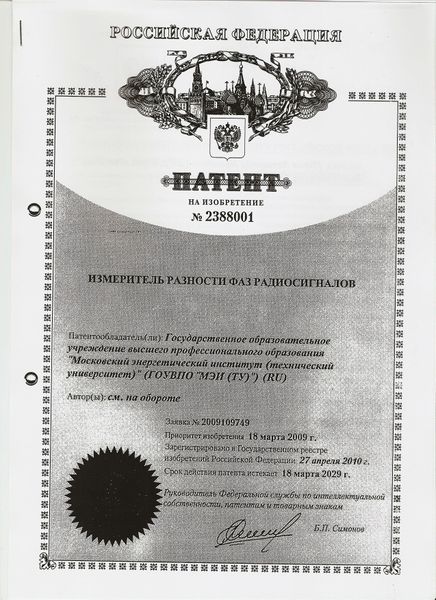 РОССИЙСКАЯ ФЕДЕРАЦИЯ
ПАТЕНТ
НА ИЗОБРЕТЕНИЕ
№ 2388001
ИЗМЕРИТЕЛЬ РАЗНОСТИ ФАЗ РАДИОСИГНАЛОВ
Патентообладатель(ли): Государственное образовательное
учреждение высшего профессионального образования
"Московский энергетический институт (технический
университет)" (ГОУВПО "МЭИ (ТУ)") (RU)
Автор(ы): см. на обороте
Заявка № 2009109749
Приоритет изобретения 18 марта 2009 г.
Зарегистрировано в Государственном реестре
изобретений Российской Федерации 27 апреля 2010 г.
Срок действия патента истекает 18 марта 2029 г.
Руководитель Федеральной службы по интеллектуальной
собственности, патентам и товарным знакам
Б.П. Симонов